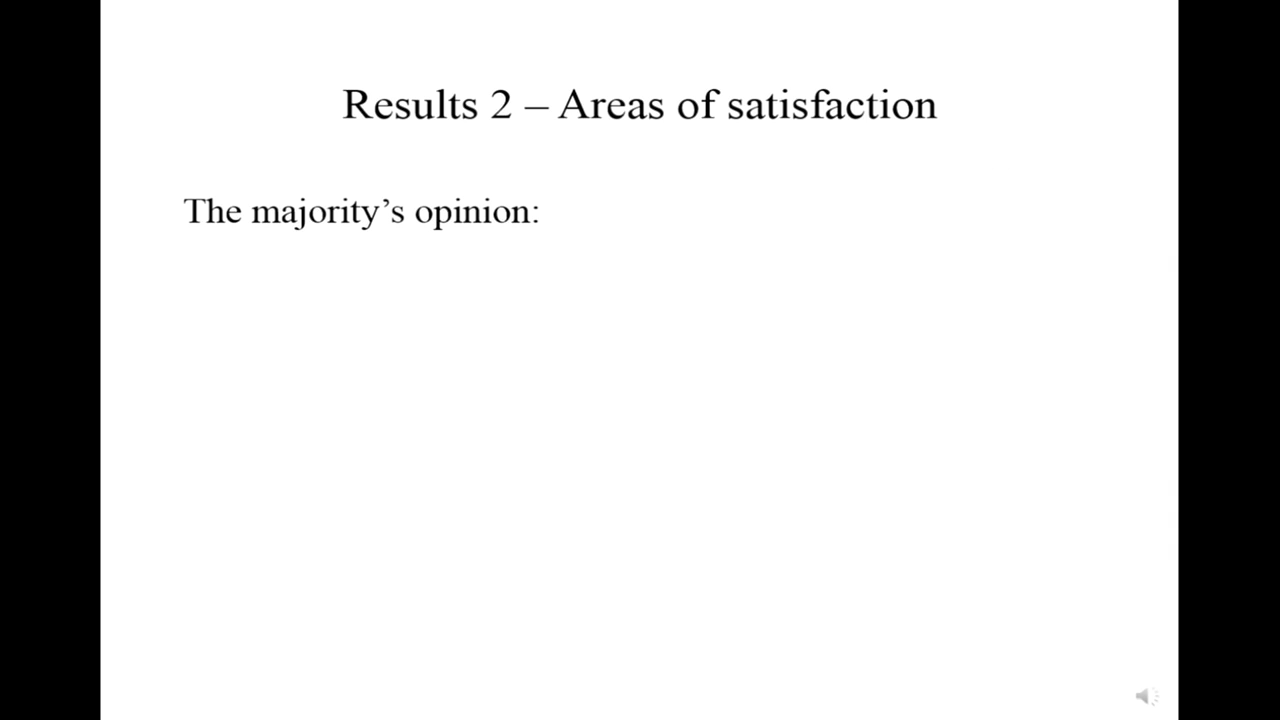 Results 2 – Areas of satisfaction
The majority’s opinion: